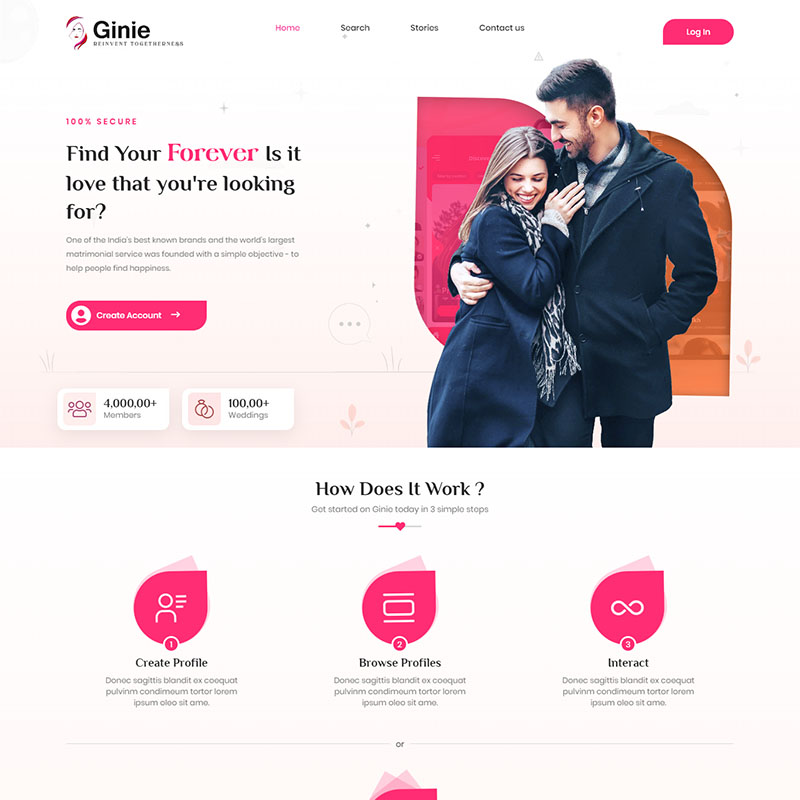 Ginie
REINVENT TOGETHERNESS
Home
Search
Stories
Contact us
Log In
100% SECURE
Find Your Forever Is it
love that you're looking
for?
One of the India's best known brands and the world's largest
matrimonial service was founded with a simple objective - to
help people find happiness.
Create Account
4,000,00+
Members
100,00+
Weddings
How Does It Work ?
Get started on Ginie today in 3 simple steps
1
2
3
Create Profile
Browse Profiles
Interact
Donec sagittis blandit ex coequat
pulvinm condimeum tortor lorem
ipsum oleo sit ame.
Donec sagittis blandit ex coequat
pulvinm condimeum tortor lorem
ipsum oleo sit ame.
Donec sagittis blandit ex coequat
pulvinm condimeum tortor lorem
ipsum oleo sit ame.
or